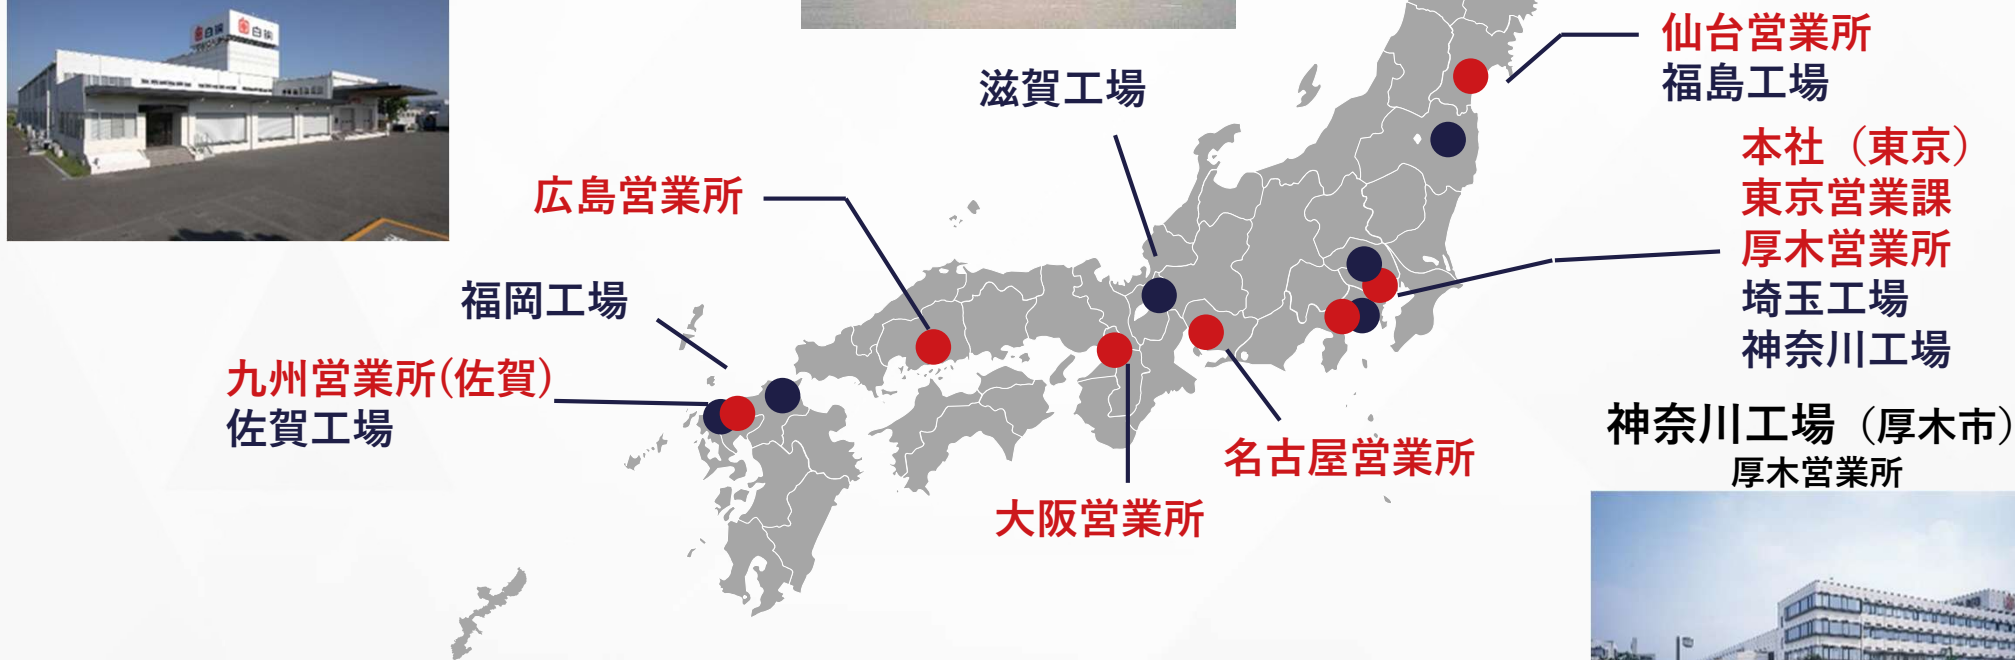 白鳩
白鳩
仙台営業所
福島工場
滋賀工場
本社（東京）
東京営業課
厚木営業所
埼玉工場
神奈川工場
広島営業所
福岡工場
九州営業所(佐賀)
佐賀工場
名古屋営業所
大阪営業所
神奈川工場（厚木市）
厚木営業所